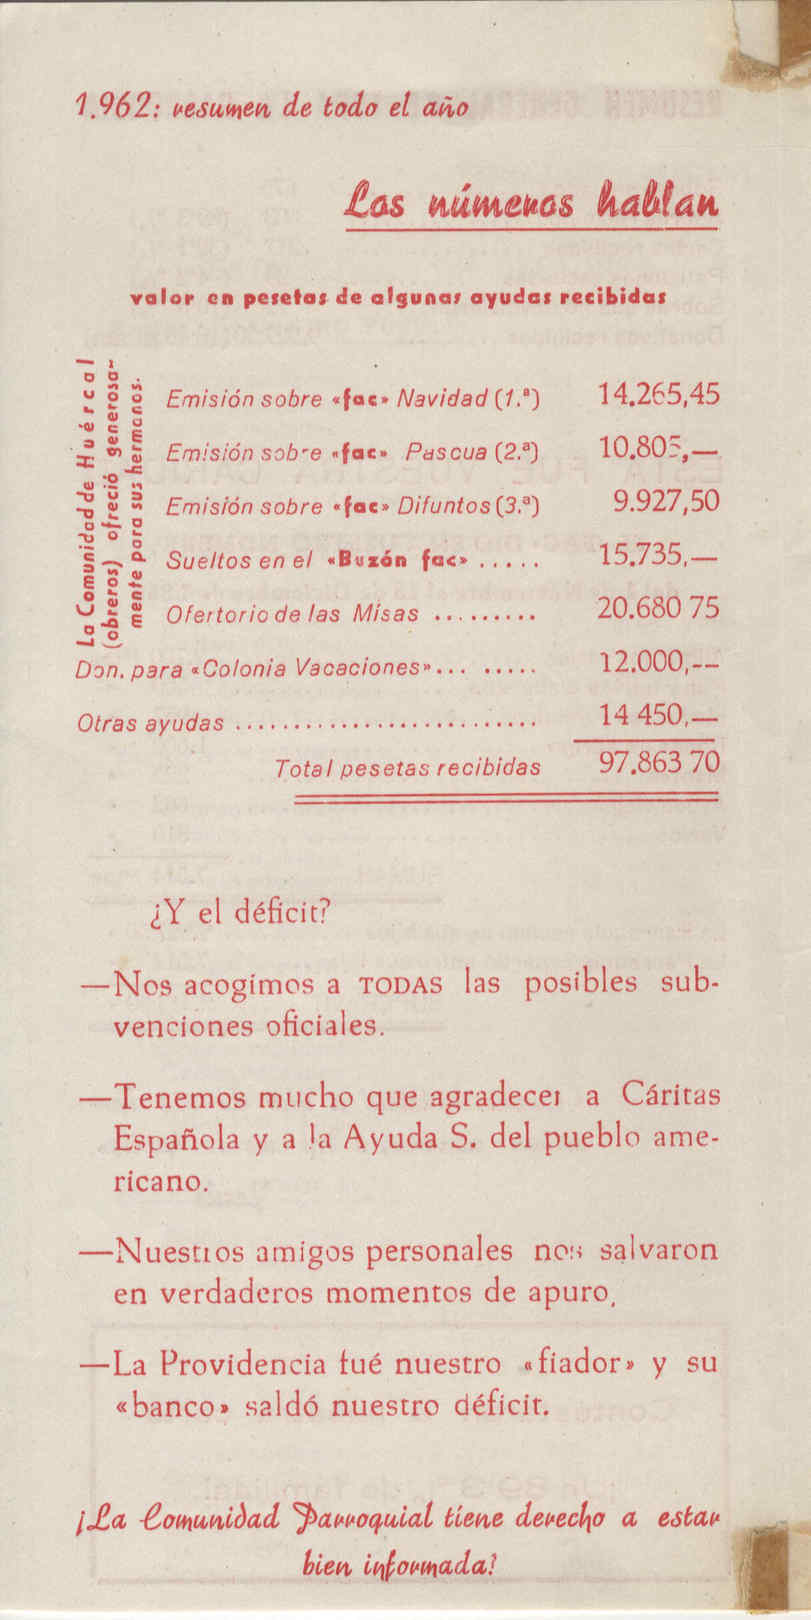 1.962: resumen de todo el año
Los números hablan
valor en pesetas de algunas ayudas recibidas
La Comunidad de Huércal
(obreros) ofreció generosa-
mente para sus hermanos.
Emisión sobre «fac» Navidad (1.ª) 14.265,45
Emisión sobre «fac» Pascua (2.ª) 10.805,—
Emisión sobre «fac» Difuntos (3.ª) 9.927,50
Sueltos en el «Buzón fac» ..... 15.735,—
Ofertorio de las Misas ......... 20.680 75
Don. para «Colonia Vacaciones»... ..... 12.000,--
Otras ayudas .......................... 14 450,—
Total pesetas recibidas 97.863 70
¿Y el déficit?
—Nos acogimos a TODAS las posibles sub-
venciones oficiales.
—Tenemos mucho que agradecer a Cáritas
Española y a la Ayuda S. del pueblo ame-
ricano.
—Nuestros amigos personales nos salvaron
en verdaderos momentos de apuro,
—La Providencia fué nuestro «fiador» y su
«banco» saldó nuestro déficit.
¡La Comunidad Parroquial tiene derecho a estar
bien informada!